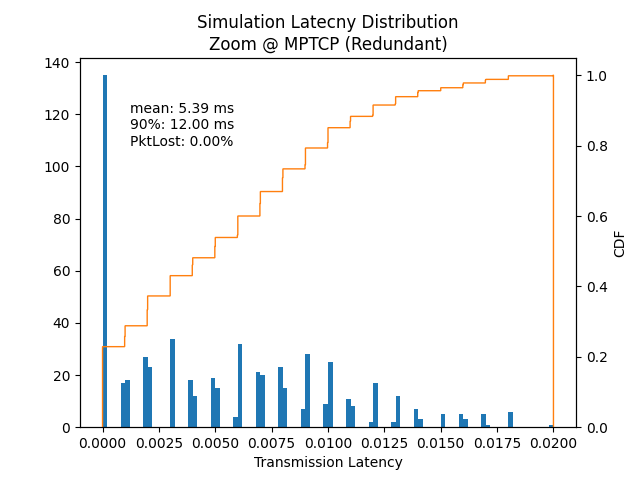 Simulation Latecny Distribution
Zoom @ MPTCP (Redundant)
mean: 5.39 ms
90%: 12.00 ms
PktLost: 0.00%
140
120
100
80
60
40
20
0
1.0
0.8
0.6
0.4
0.2
0.0
CDF
0.0000 0.0025 0.0050 0.0075 0.0100 0.0125 0.0150 0.0175 0.0200
Transmission Latency